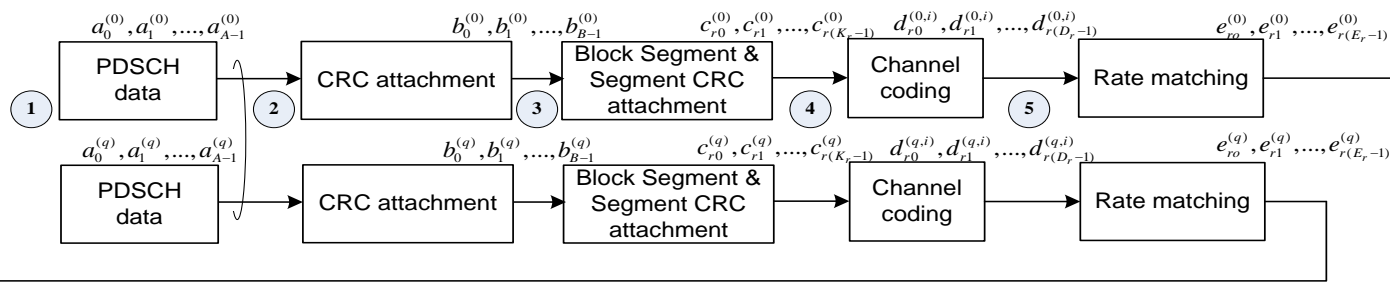 a_0^{(0)}, a_1^{(0)}, ..., a_{A-1}^{(0)}
b_0^{(0)}, b_1^{(0)}, ..., b_{B-1}^{(0)}
c_{r0}^{(0)}, c_{r1}^{(0)}, ..., c_{r(K_r-1)}^{(0)}
d_{r0}^{(0,i)}, d_{r1}^{(0,i)}, ..., d_{r(D_r-1)}^{(0,i)}
e_{ro}^{(0)}, e_{r1}^{(0)}, ..., e_{r(E_r-1)}^{(0)}
1
PDSCH
data
2
CRC attachment
3
Block Segment &
Segment CRC
attachment
4
Channel
coding
5
Rate matching
a_0^{(q)}, a_1^{(q)}, ..., a_{A-1}^{(q)}
b_0^{(q)}, b_1^{(q)}, ..., b_{B-1}^{(q)}
c_{r0}^{(q)}, c_{r1}^{(q)}, ..., c_{r(K_r-1)}^{(q)}
d_{r0}^{(q,i)}, d_{r1}^{(q,i)}, ..., d_{r(D_r-1)}^{(q,i)}
e_{ro}^{(q)}, e_{r1}^{(q)}, ..., e_{r(E_r-1)}^{(q)}
PDSCH
data
CRC attachment
Block Segment &
Segment CRC
attachment
Channel
coding
Rate matching